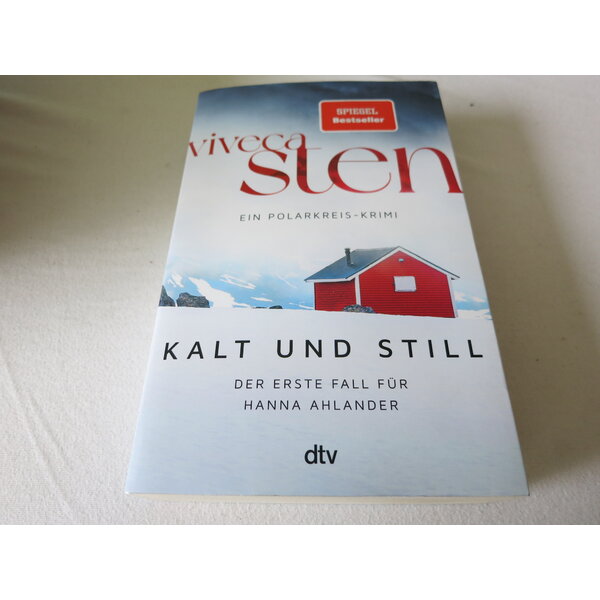 SPIEGEL
Bestseller
viveca
sten
EIN POLARKREIS-KRIMI
KALT UND STILL
DER ERSTE FALL FÜR
HANNA AHLANDER
dtv